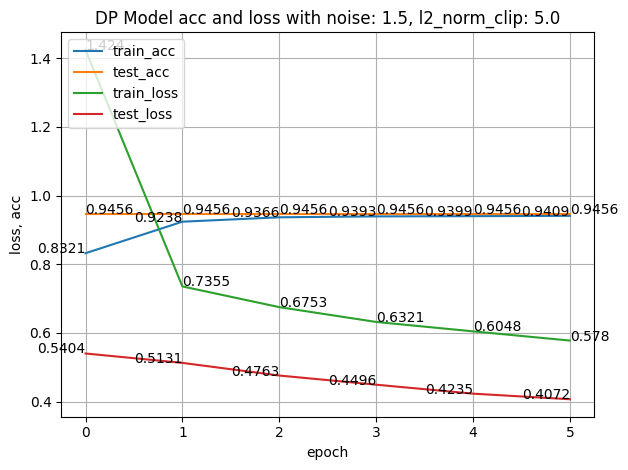 DP Model acc and loss with noise: 1.5, l2_norm_clip: 5.0
train_acc
test_acc
train_loss
test_loss
1.424
0.9456 0.9456 0.9456 0.9456 0.9456 0.9456
0.8321 0.9238 0.9366 0.9393 0.9399 0.9409
0.7355 0.6753 0.6321 0.6048 0.578
0.5404 0.5131 0.4763 0.4496 0.4235 0.4072
loss, acc
1.4
1.2
1.0
0.8
0.6
0.4
0 1 2 3 4 5
epoch